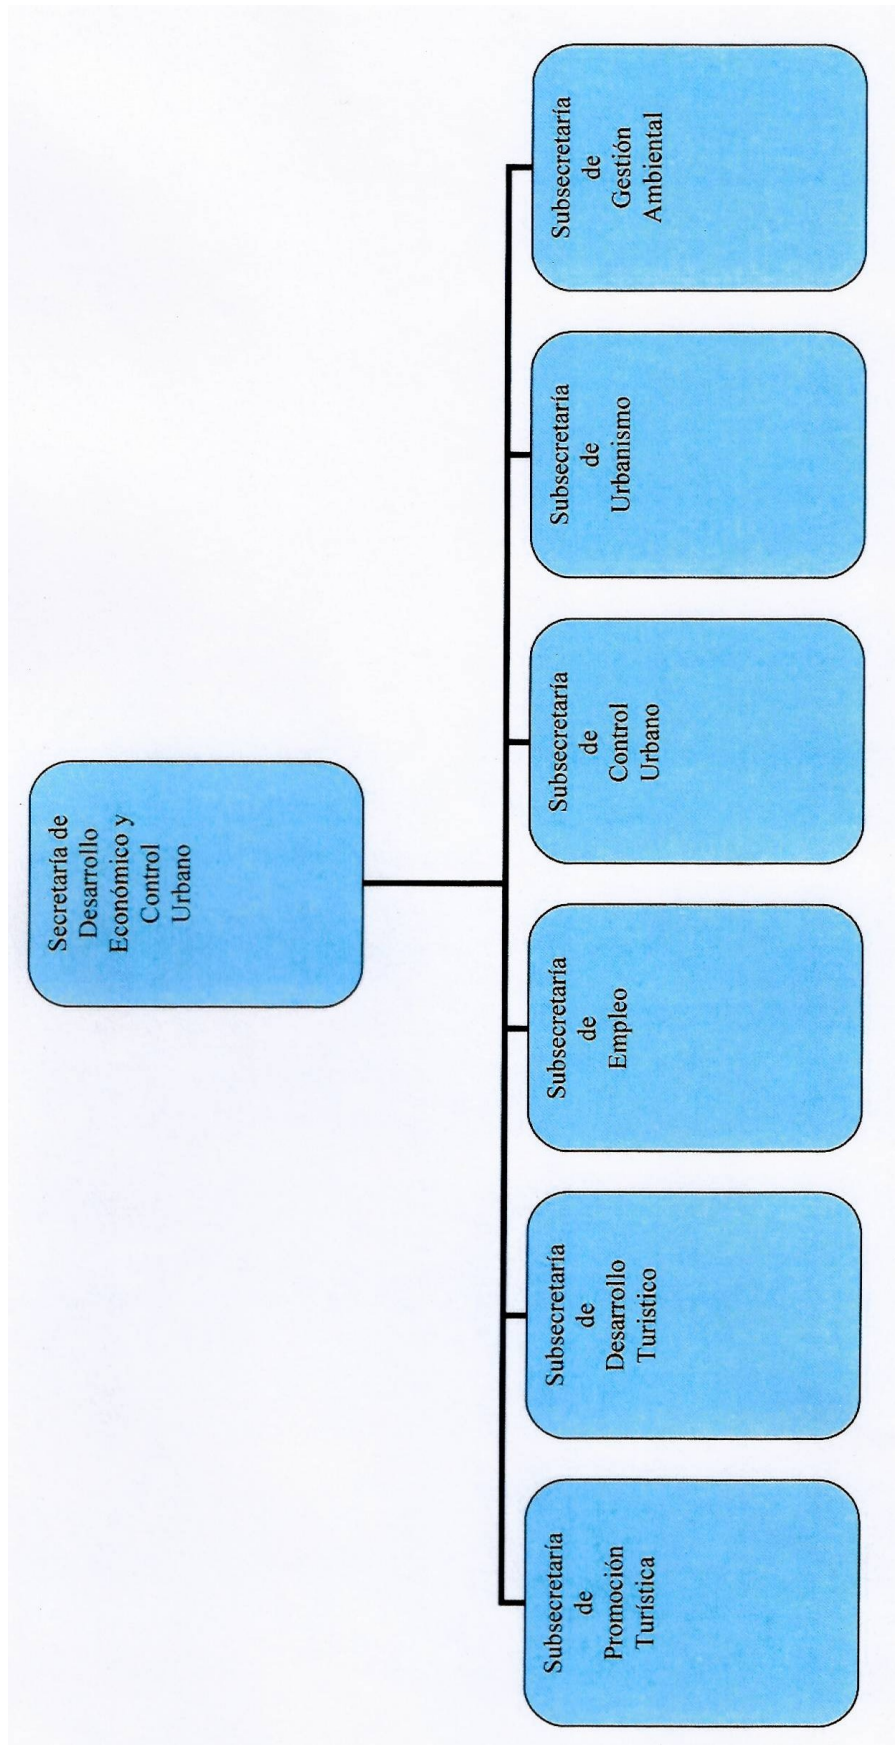 Secretaría de
Desarrollo
Económico y
Control
Urbano
Subsecretaría
de
Promoción
Turística
Subsecretaría
de
Desarrollo
Turistico
Subsecretaría
de
Empleo
Subsecretaría
de
Control
Urbano
Subsecretaría
de
Urbanismo
Subsecretaría
de
Gestión
Ambiental